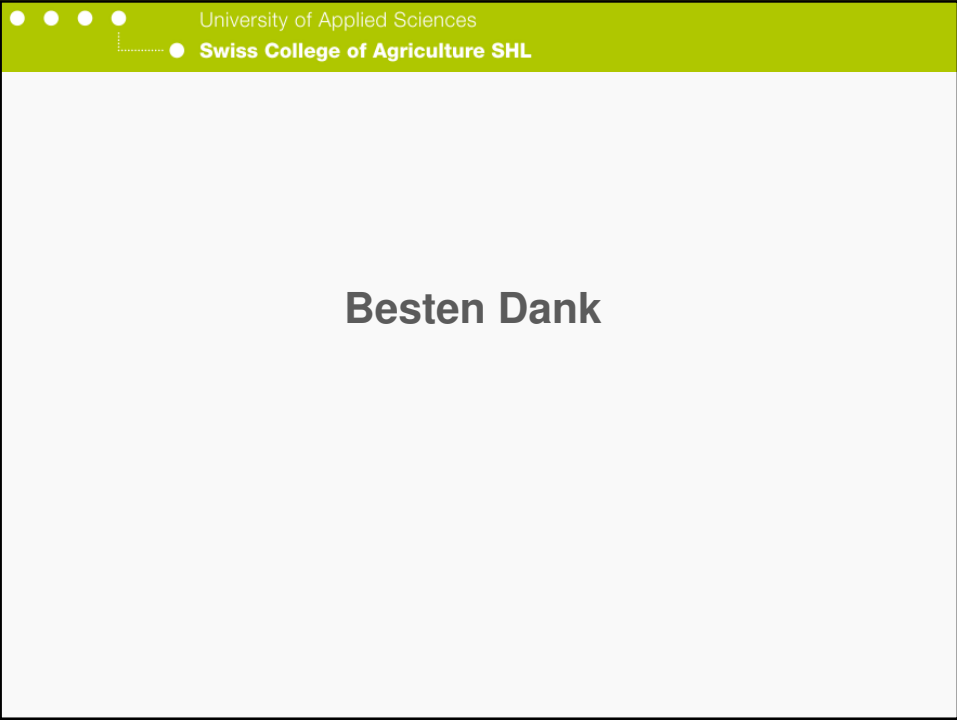 University of Applied Sciences
Swiss College of Agriculture SHL
Besten Dank